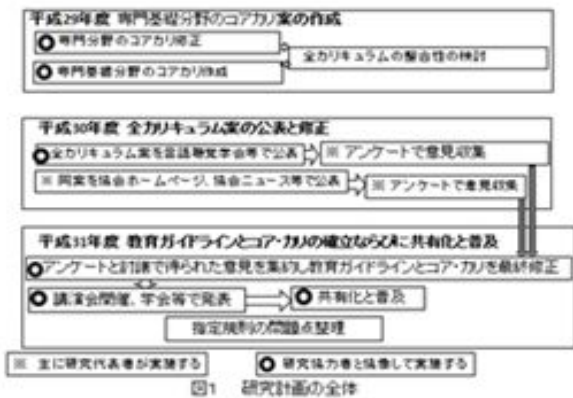 平成29年度 専門基礎分野のコアカリ案の作成
○専門分野のコアカリ修正
全カリキュラムの整合性の検討
○専門基礎分野のコアカリ作成
平成30年度 全カリキュラム案の公表と修正
○全カリキュラム案を言語聴覚学会等で公表
※ アンケートで意見収集
※ 同案を協会ホームページ、協会ニュース等で公表
※ アンケートで意見収集
平成31年度 教育ガイドラインとコア・カリの確立ならびに共有化と普及
○アンケートと討議で得られた意見を集約し教育ガイドラインとコア・カリを最終修正
○ 講演会開催、学会等で発表
○ 共有化と普及
指定規則の問題点整理
※ 主に研究代表者が実施する
○ 研究協力者と協働して実施する
図1 研究計画の全体